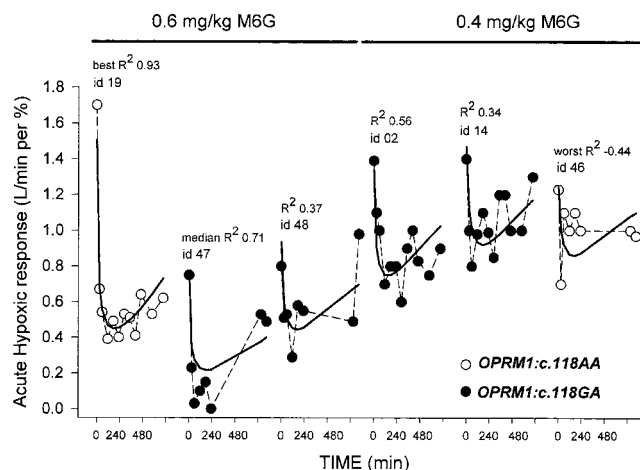 0.6 mg/kg M6G
0.4 mg/kg M6G
best R² 0.93
id 19
median R² 0.71
id 47
R² 0.37
id 48
R² 0.56
id 02
R² 0.34
id 14
worst R² -0.44
id 46
Acute Hypoxic response (L/min per %)
1.8
1.6
1.4
1.2
1.0
0.8
0.6
0.4
0.2
0.0
OPRM1:c.118AA
OPRM1:c.118GA
0 240 480 0 240 480 0 240 480 0 240 480 0 240 480 0 240 480
TIME (min)